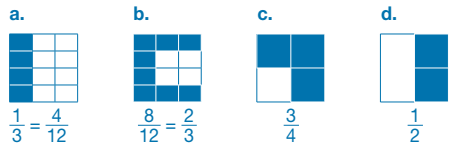 a. b. c. d.
1/3 = 4/12 8/12 = 2/3 3/4 1/2